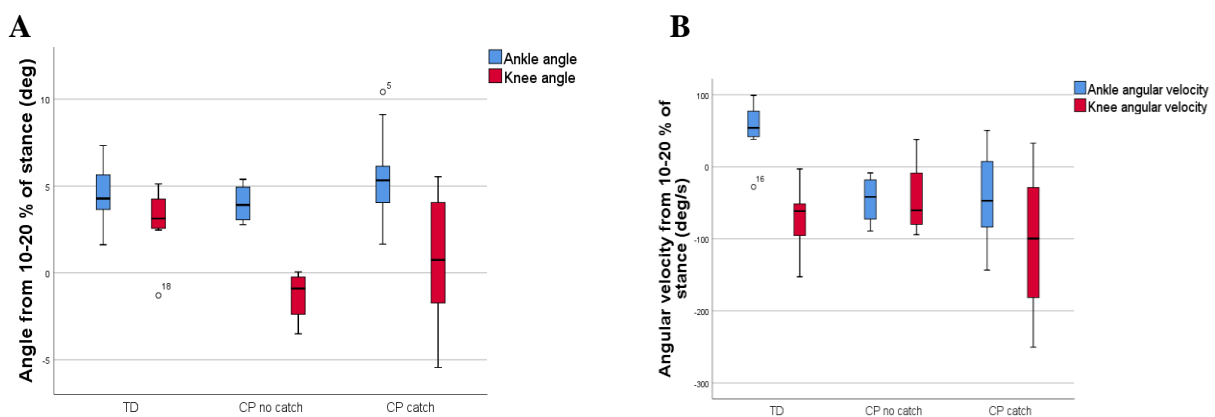 A
Angle from 10-20 % of stance (deg)
10
5
0
-5
5
18
TD
CP no catch
CP catch
Ankle angle
Knee angle
B
Angular velocity from 10-20 % of
stance (deg/s)
100
0
-100
-200
-300
16
TD
CP no catch
CP catch
Ankle angular velocity
Knee angular velocity